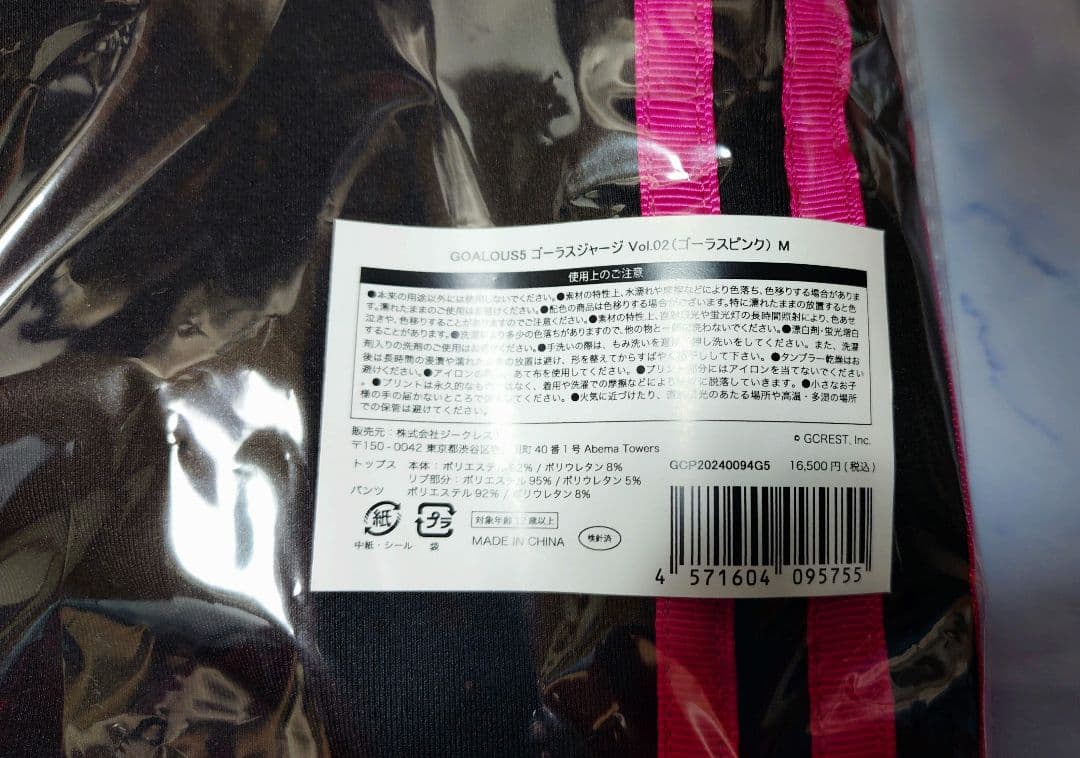 GOALOUS5 ゴーラスジャージ Vol.02（ゴーラスピンク）M
使用上のご注意
●本来の用途以外には使用しないでください。●素材の特性上、水濡れや摩擦などにより色落ち、色移りする場合がありま
す。濡れたままのご使用はお避けください。●配色の商品は色移りする場合がございます。特に濡れたままの放置すると色
泣きや、色移りすることがありますのでご注意ください。●素材の特性上、直射日光や蛍光灯の長時間照射により、色あせ
することがあります。●洗濯により多少の色落ちがありますので、他の物と一緒に洗わないでください。●漂白剤・蛍光増白
剤入りの洗剤のご使用はお避けください。●手洗いの際は、もみ洗いを避け 押し洗いをしてください。また、洗濯
後は長時間の浸漬や濡れた の放置は避け、形を整えてからすばやく 干しして下さい。●タンブラー乾燥はお
避けください。●アイロンの あて布を使用してください。●プリント部分にはアイロンを当てないでください
。●プリントは永久的なもの はなく、着用や洗濯での摩擦などにより に脱落していきます。●小さなお子
様の手の届かないところで してください。●火気に近づけたり、直射日光のあたる場所や高温・多湿の場所
での保管は避けてください。
販売元：株式会社ジークレスト
〒150-0042 東京都渋谷区 町 40 番 1 号 Abema Towers
© GCREST, Inc.
トップス 本体：ポリエステル 92% / ポリウレタン 8%
GCP20240094G5 16,500円（税込）
リブ部分：ポリエステル 95% / ポリウレタン 5%
パンツ ポリエステル 92% / ポリウレタン 8%
紙 プラ
対象年齢 歳以上
中紙・シール 袋
MADE IN CHINA 検針済
4 571604 095755